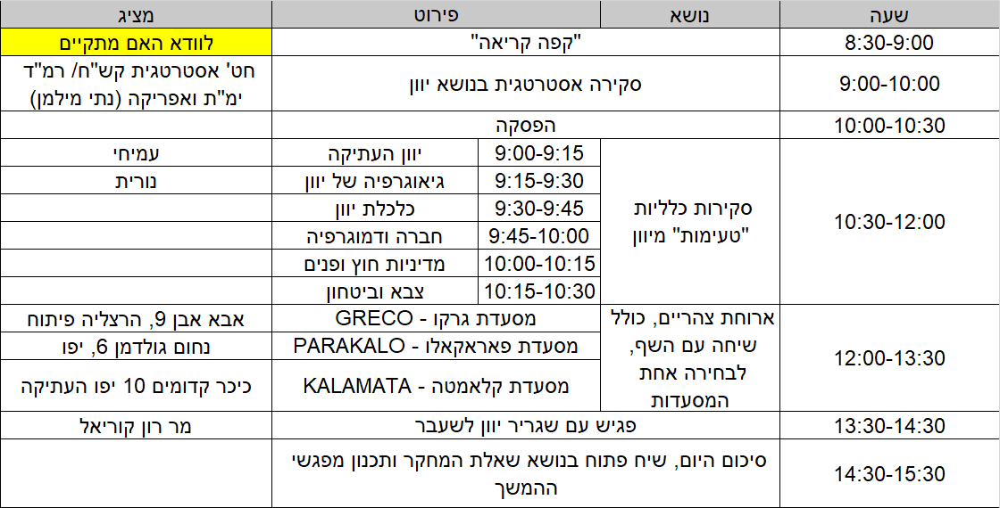 שעה נושא פירוט מציג
8:30-9:00 "קפה קריאה" לוודא האם מתקיים
9:00-10:00 סקירה אסטרטגית בנושא יוון חט' אסטרטגית קש"ח/ רמ"ד
ימ"ת ואפריקה (נתי מילמן)
10:00-10:30 הפסקה
10:30-12:00 סקירות כלליות
"טעימות" מיוון
9:00-9:15 יוון העתיקה עמיחי
9:15-9:30 גיאוגרפיה של יוון נורית
9:30-9:45 כלכלת יוון
9:45-10:00 חברה ודמוגרפיה
10:00-10:15 מדיניות חוץ ופנים
10:15-10:30 צבא וביטחון
12:00-13:30 ארוחת צהריים, כולל
שיחה עם השף,
לבחירה אחת
המסעדות
מסעדת גרקו - GRECO אבא אבן 9, הרצליה פיתוח
מסעדת פאראקאלו - PARAKALO נחום גולדמן 6, יפו
מסעדת קלאמטה - KALAMATA כיכר קדומים 10 יפו העתיקה
13:30-14:30 פגיש עם שגריר יוון לשעבר מר רון קוריאל
14:30-15:30 סיכום היום, שיח פתוח בנושא שאלת המחקר ותכנון מפגשי
ההמשך